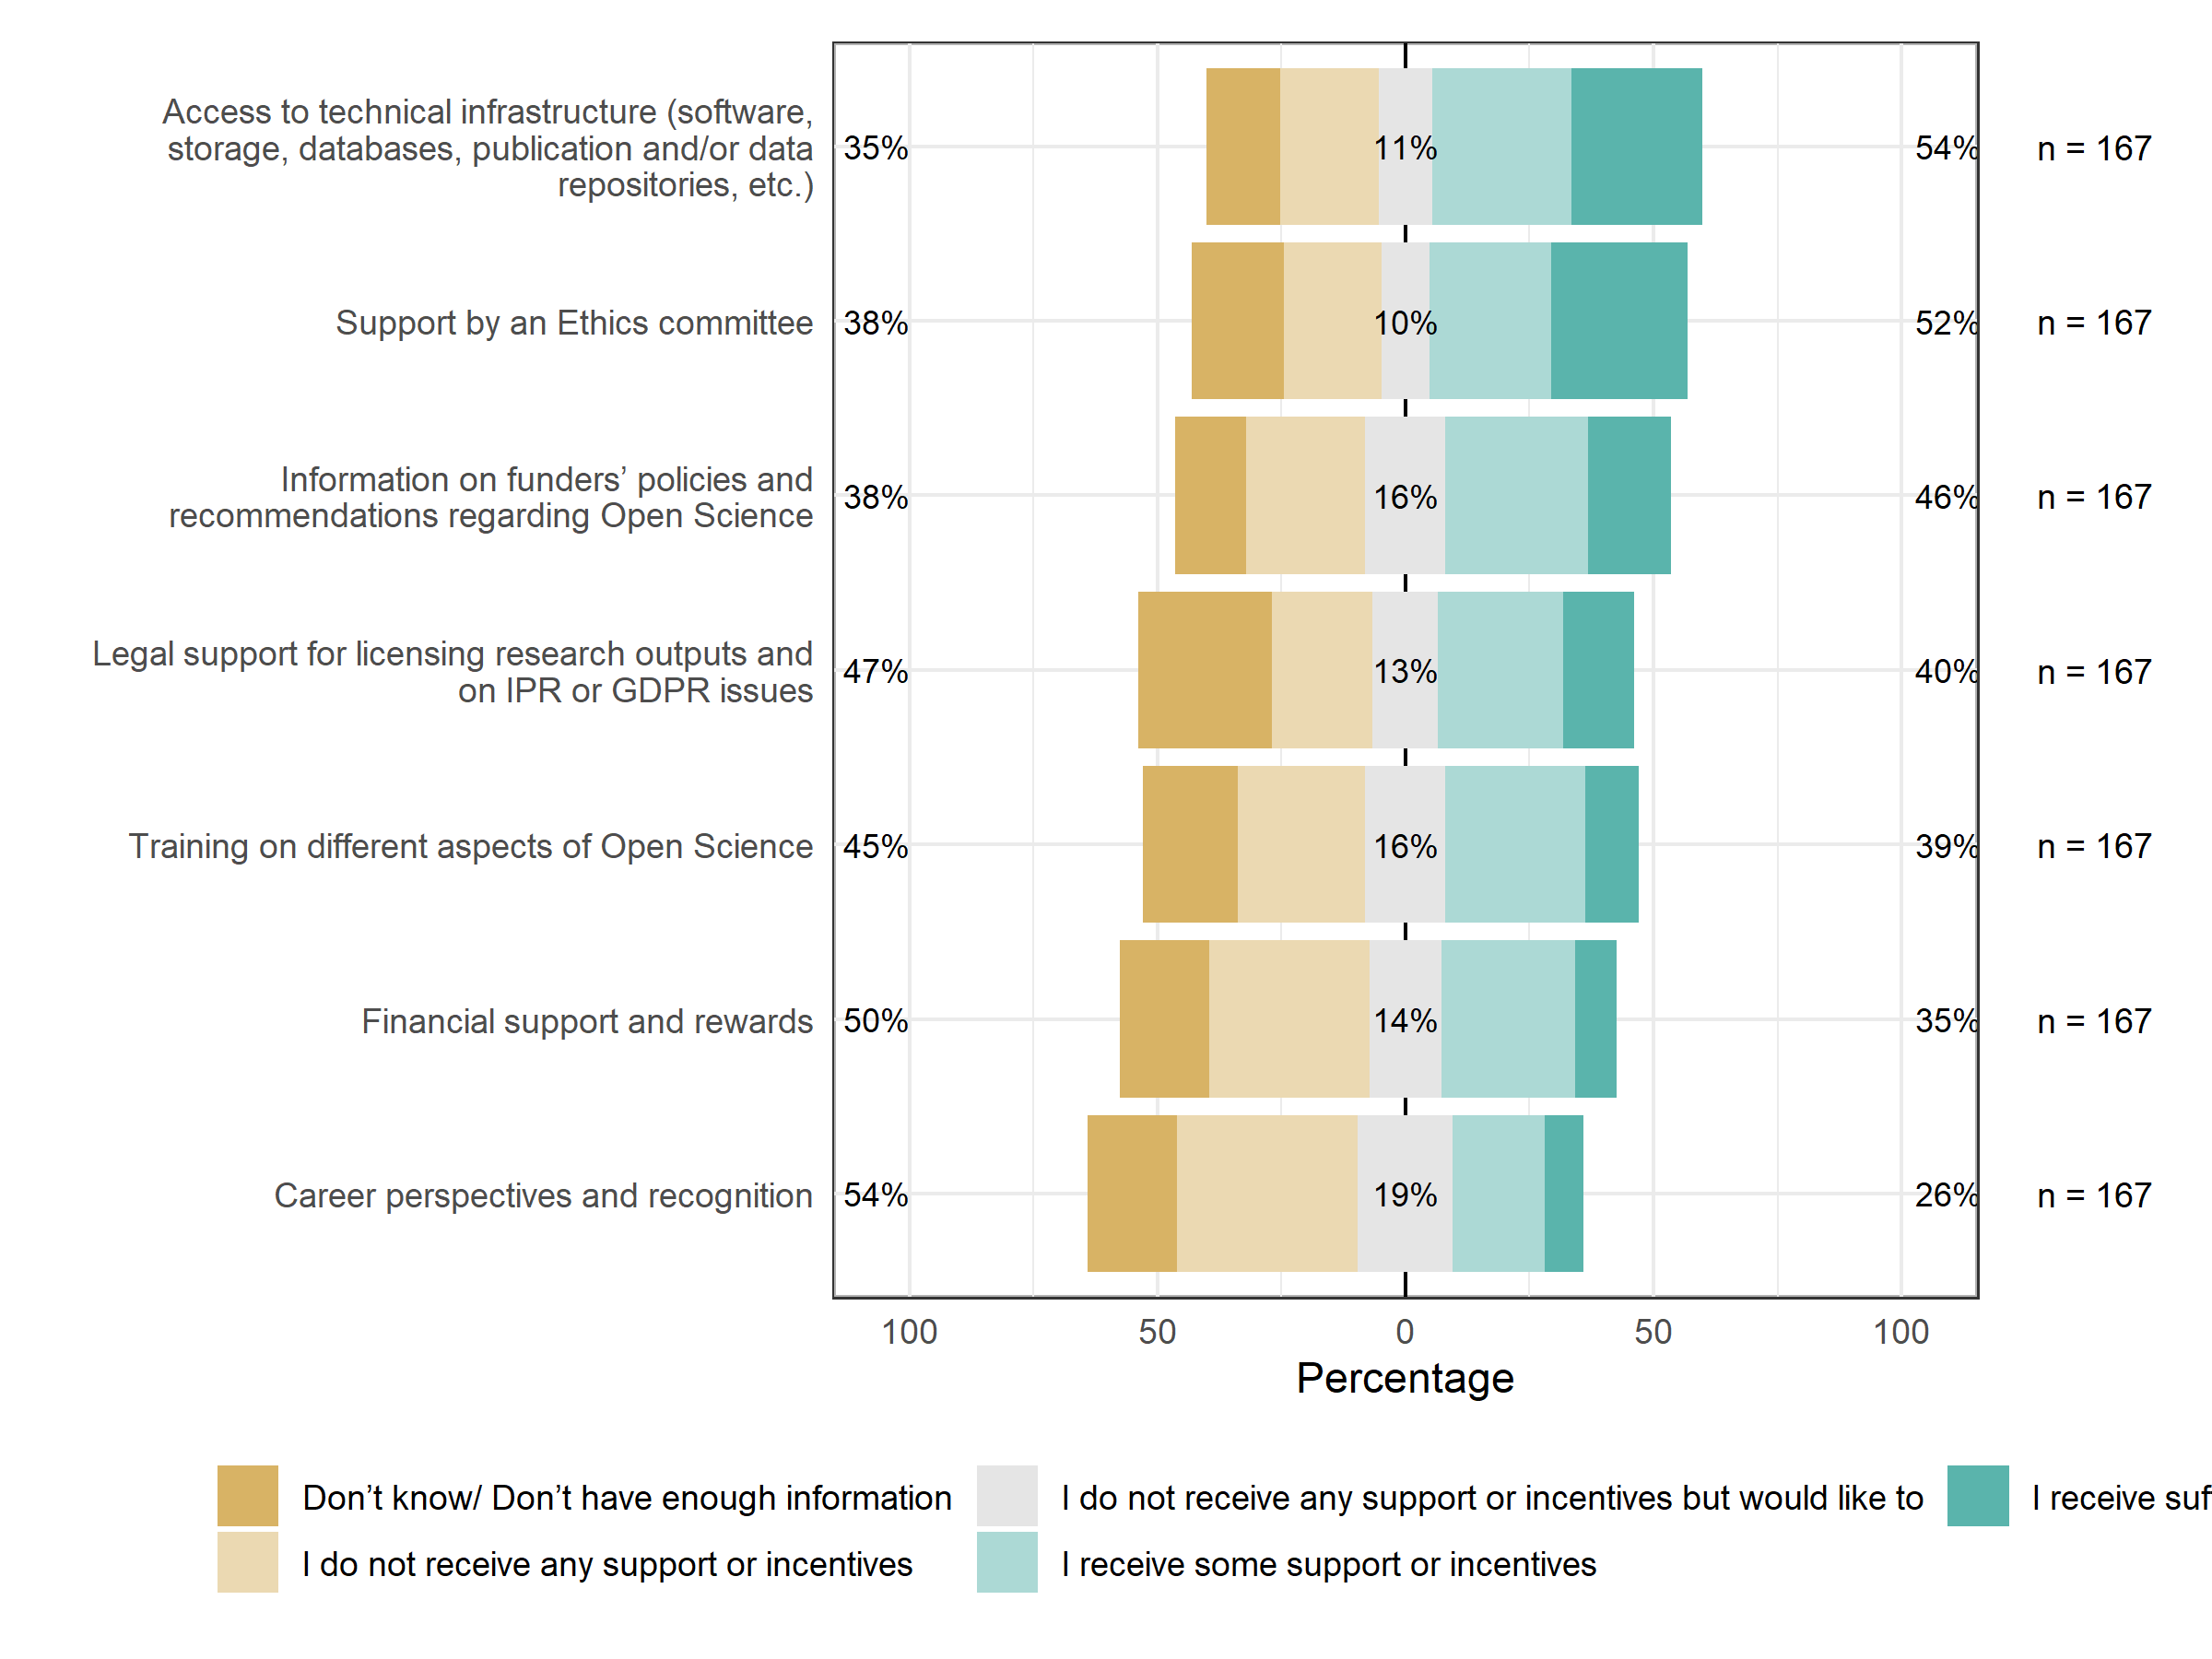 Access to technical infrastructure (software,
storage, databases, publication and/or data
repositories, etc.)
35% 11% 54% n = 167
Support by an Ethics committee
38% 10% 52% n = 167
Information on funders’ policies and
recommendations regarding Open Science
38% 16% 46% n = 167
Legal support for licensing research outputs and
on IPR or GDPR issues
47% 13% 40% n = 167
Training on different aspects of Open Science
45% 16% 39% n = 167
Financial support and rewards
50% 14% 35% n = 167
Career perspectives and recognition
54% 19% 26% n = 167
100 50 0 50 100
Percentage
Don’t know/ Don’t have enough information
I do not receive any support or incentives but would like to
I receive
I do not receive any support or incentives
I receive some support or incentives